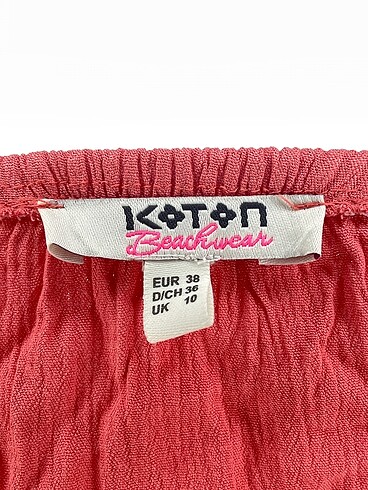 KOTON
Beachwear
EUR 38
D/CH 36
UK 10